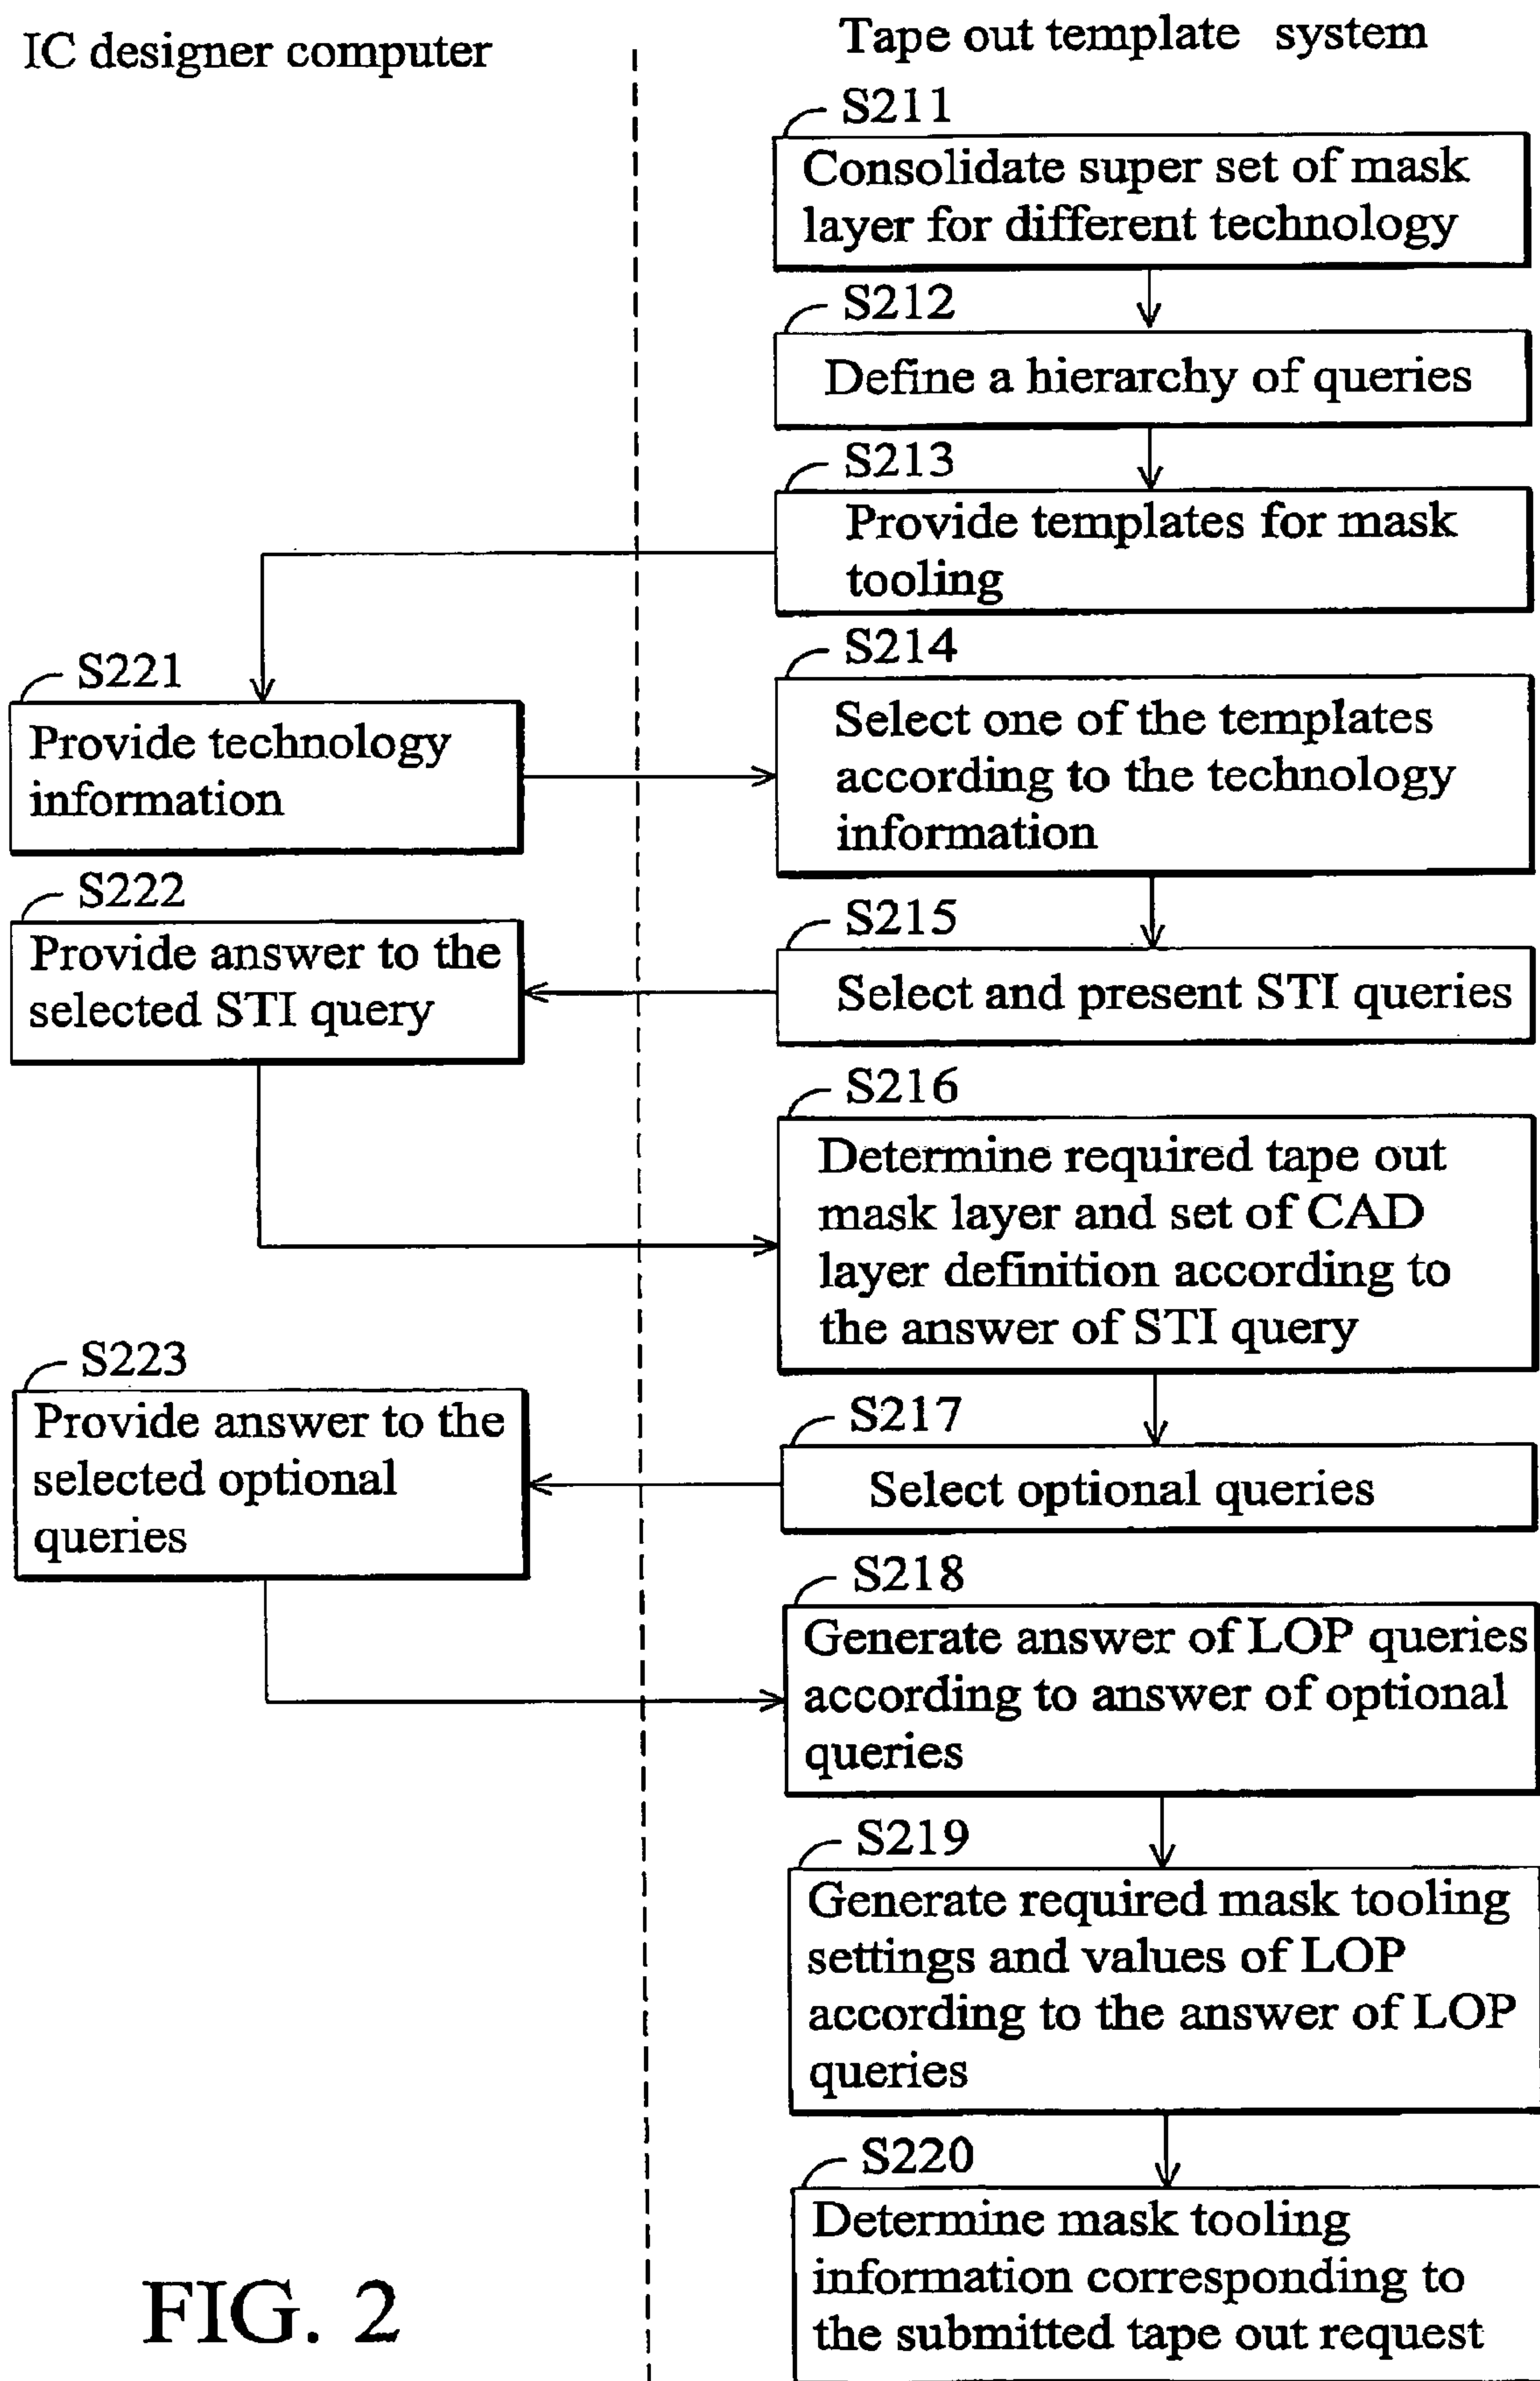 IC designer computer
Tape out template system
S211
Consolidate super set of mask
layer for different technology
S212
Define a hierarchy of queries
S213
Provide templates for mask
tooling
S221
Provide technology
information
S214
Select one of the templates
according to the technology
information
S215
Select and present STI queries
S222
Provide answer to the
selected STI query
S216
Determine required tape out
mask layer and set of CAD
layer definition according to
the answer of STI query
S217
Select optional queries
S223
Provide answer to the
selected optional
queries
S218
Generate answer of LOP queries
according to answer of optional
queries
S219
Generate required mask tooling
settings and values of LOP
according to the answer of LOP
queries
S220
Determine mask tooling
information corresponding to
the submitted tape out request
FIG. 2